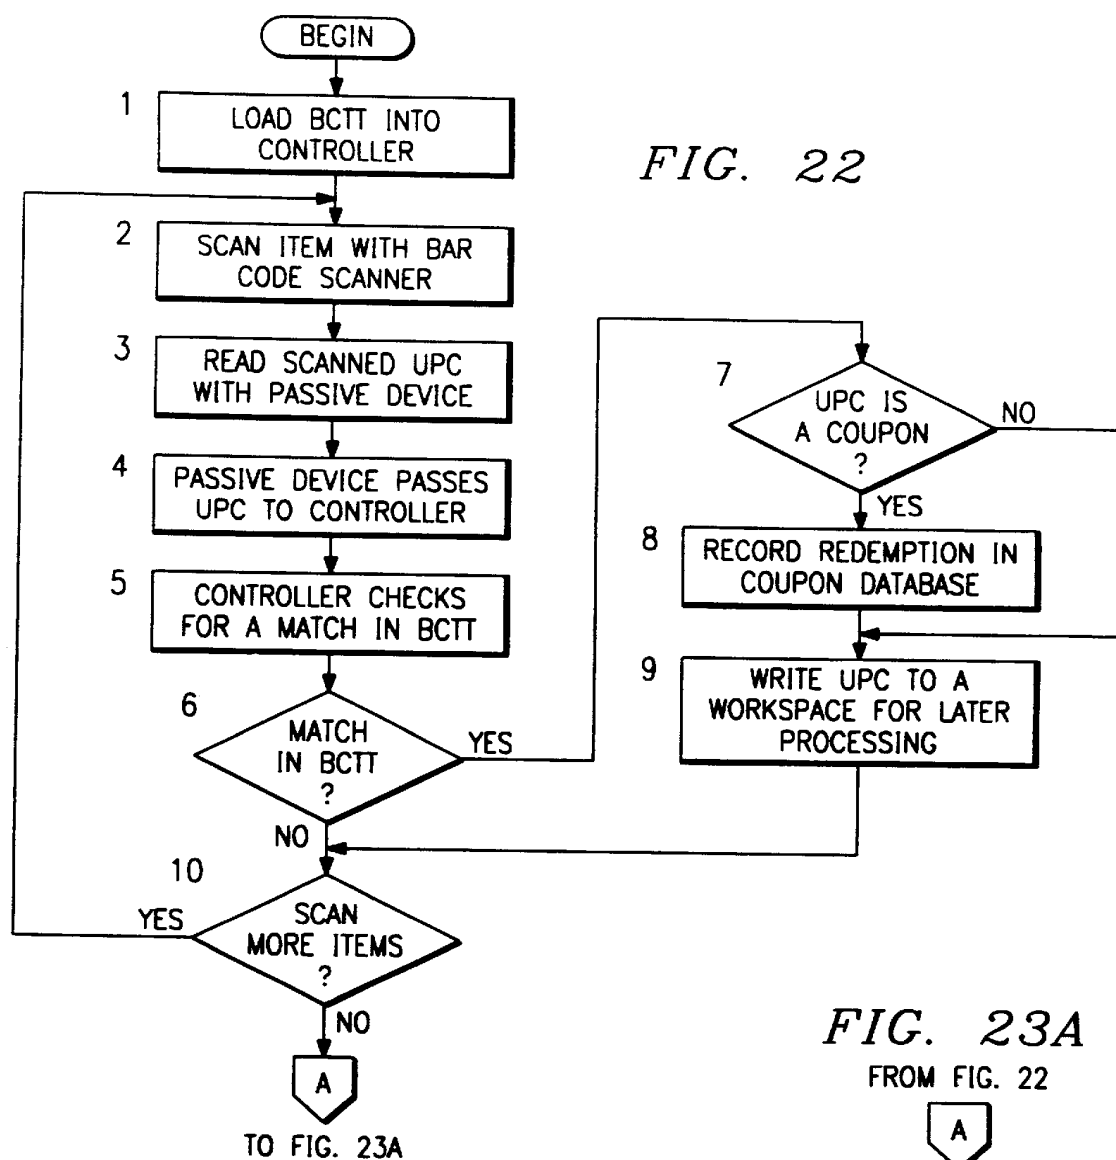 BEGIN
1
LOAD BCTT INTO
CONTROLLER
FIG. 22
2
SCAN ITEM WITH BAR
CODE SCANNER
3
READ SCANNED UPC
WITH PASSIVE DEVICE
4
PASSIVE DEVICE PASSES
UPC TO CONTROLLER
5
CONTROLLER CHECKS
FOR A MATCH IN BCTT
6
MATCH
IN BCTT
?
YES
NO
7
UPC IS
A COUPON
?
NO
YES
8
RECORD REDEMPTION IN
COUPON DATABASE
9
WRITE UPC TO A
WORKSPACE FOR LATER
PROCESSING
10
SCAN
MORE ITEMS
?
YES
NO
A
TO FIG. 23A
FIG. 23A
FROM FIG. 22
A